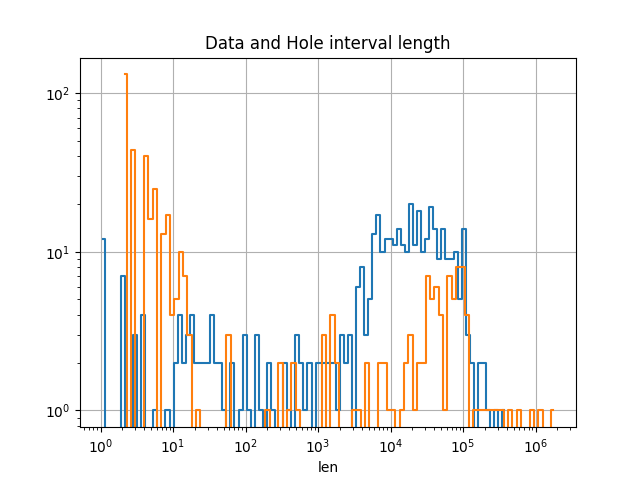 Data and Hole interval length
10²
10¹
10⁰
10⁰ 10¹ 10² 10³ 10⁴ 10⁵ 10⁶
len